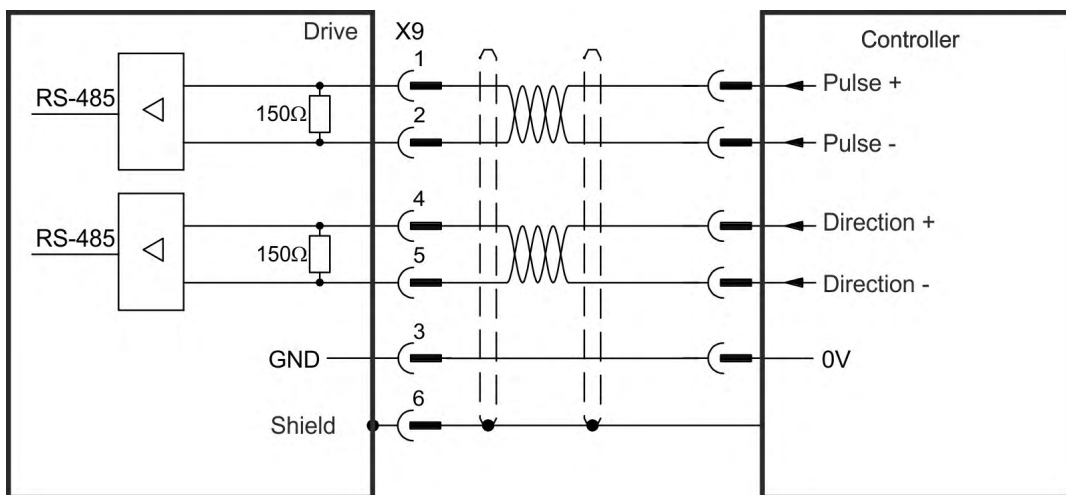 Drive
X9
Controller
1
Pulse +
RS-485
150Ω
2
Pulse -
4
Direction +
RS-485
150Ω
5
Direction -
3
GND
0V
6
Shield